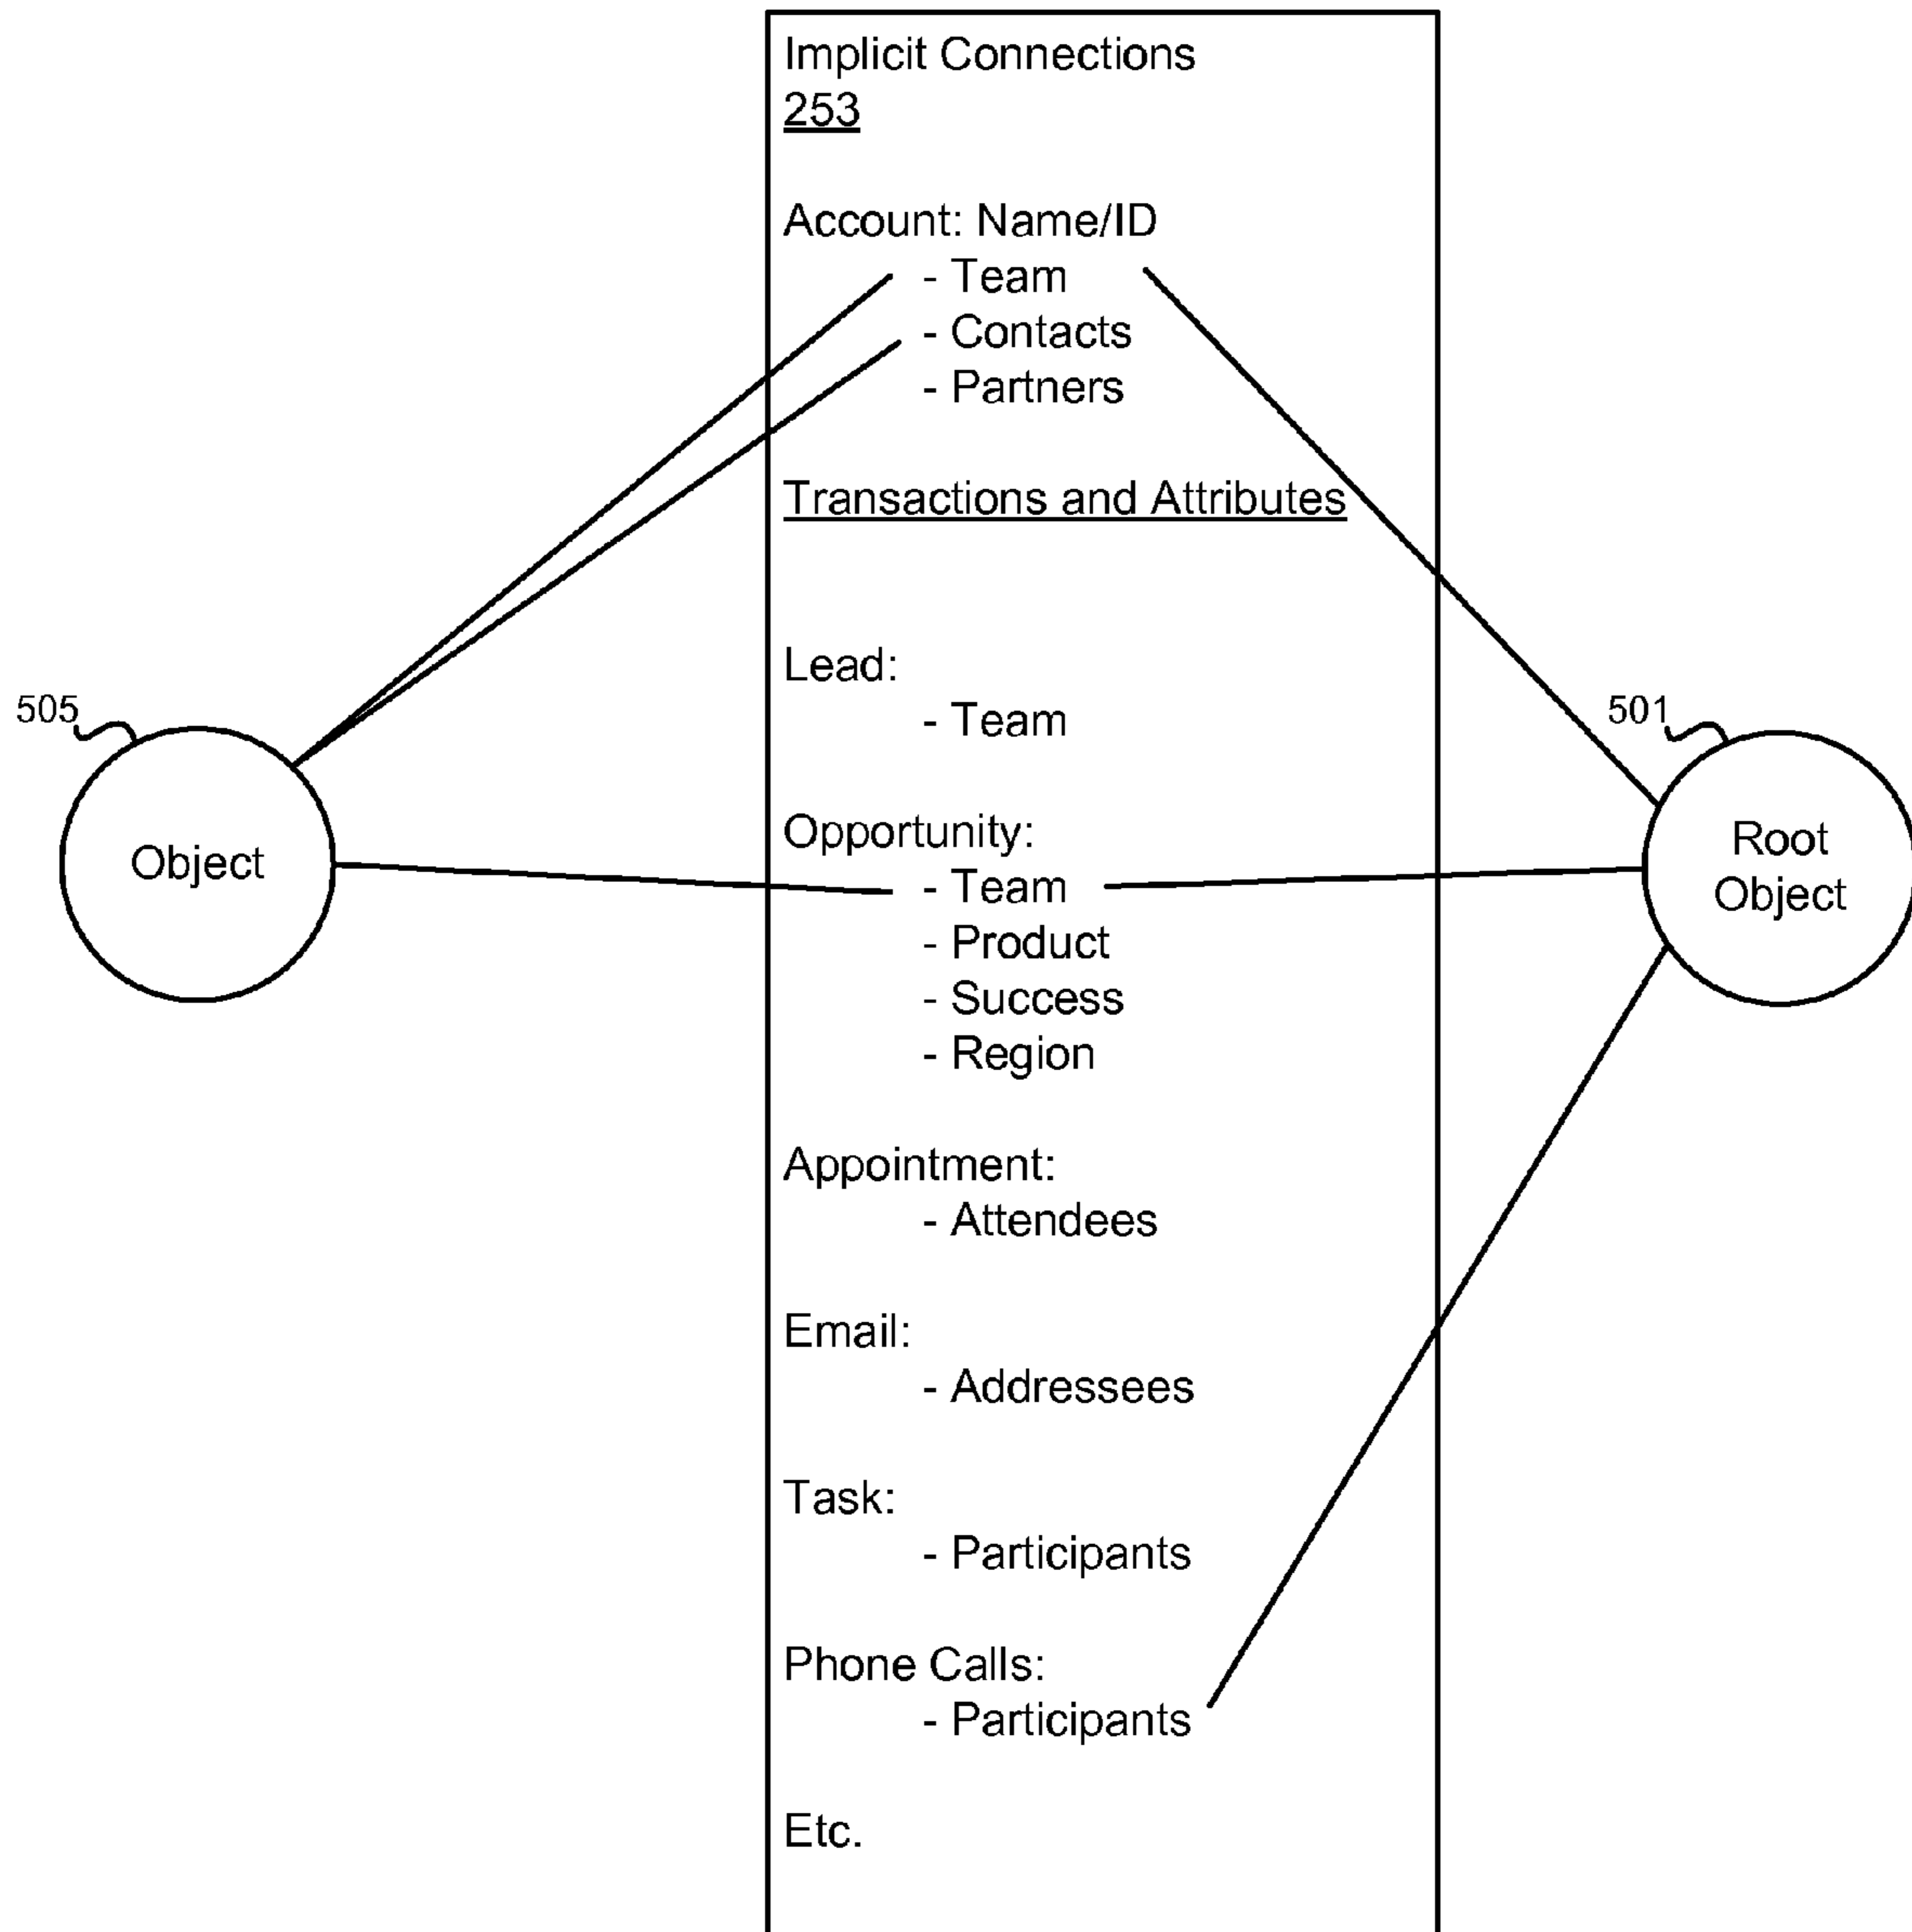 Implicit Connections
253
Account: Name/ID
- Team
- Contacts
- Partners
Transactions and Attributes
Lead:
- Team
Opportunity:
- Team
- Product
- Success
- Region
Appointment:
- Attendees
Email:
- Addressees
Task:
- Participants
Phone Calls:
- Participants
Etc.
505
Object
501
Root
Object